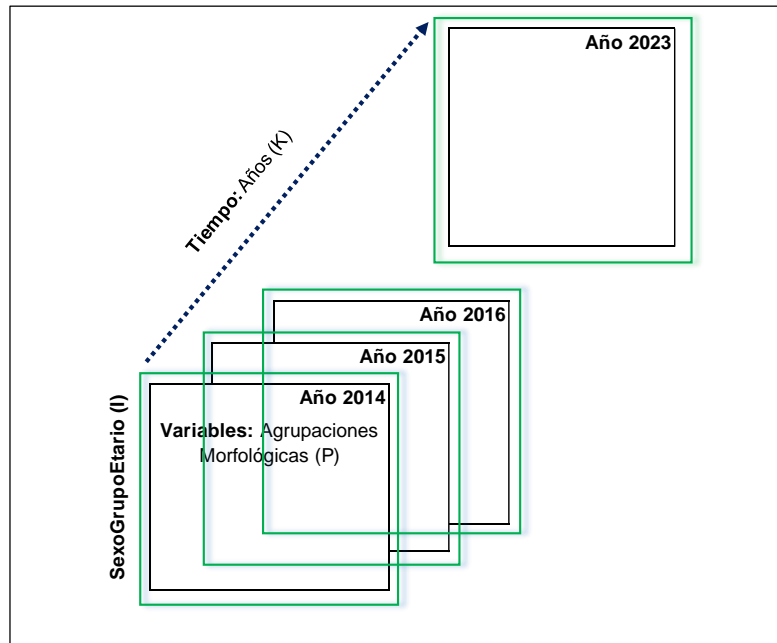 Año 2023
Tiempo: Años (K)
Año 2016
Año 2015
Año 2014
Variables: Agrupaciones
Morfológicas (P)
SexoGrupoEtario (I)